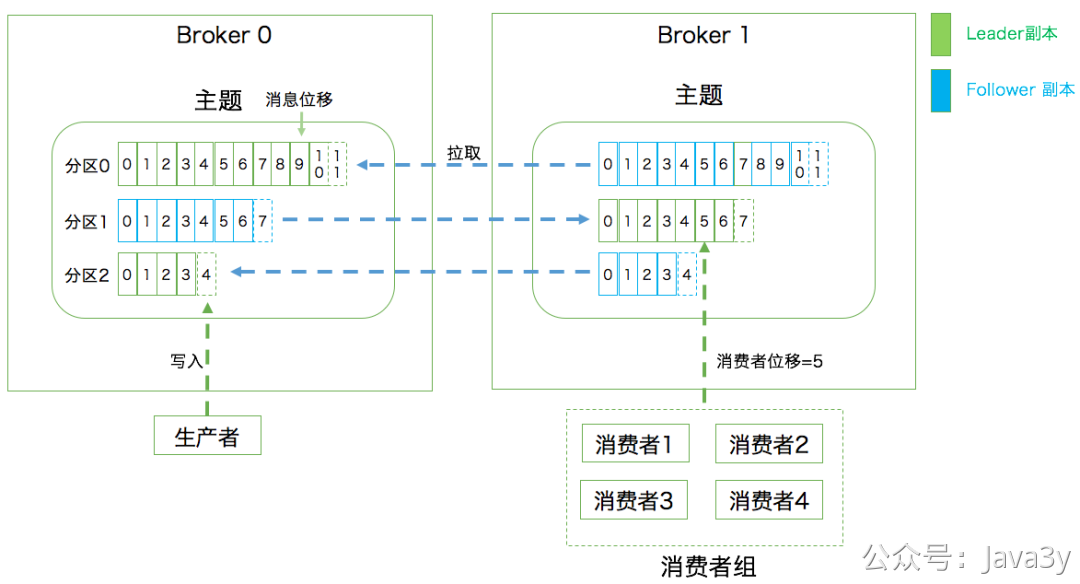 Broker 0
Broker 1
Leader副本
Follower 副本
主题
消息位移
主题
分区0 0 1 2 3 4 5 6 7 8 9 10 11
拉取
0 1 2 3 4 5 6 7 8 9 10 11
分区1 0 1 2 3 4 5 6 7
0 1 2 3 4 5 6 7
分区2 0 1 2 3 4
0 1 2 3 4
写入
消费者位移=5
生产者
消费者1 消费者2
消费者3 消费者4
消费者组
公众号：Java3y